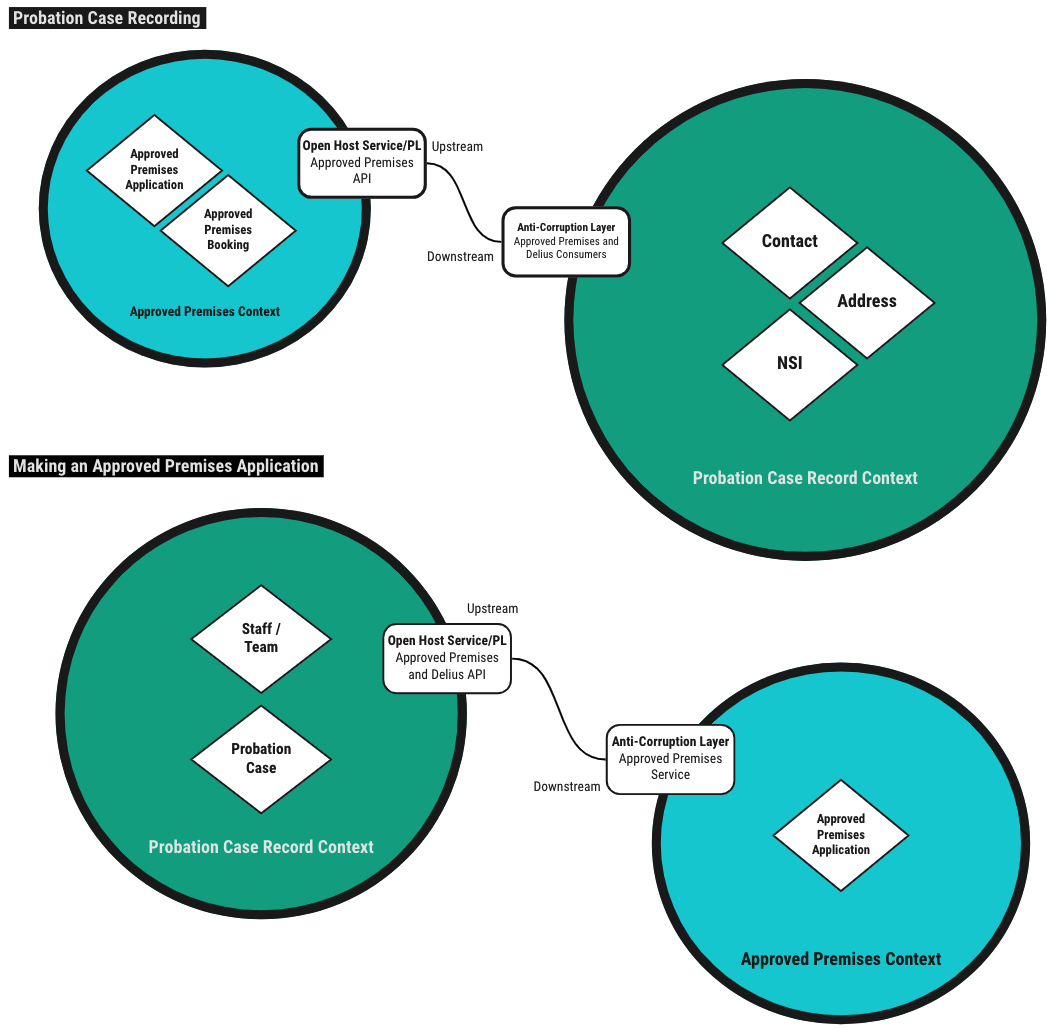 Probation Case Recording
Approved
Premises
Application
Approved
Premises
Booking
Approved Premises Context
Open Host Service/PL
Approved Premises
API
Upstream
Downstream
Anti-Corruption Layer
Approved Premises and
Delius Consumers
Contact
Address
NSI
Probation Case Record Context
Making an Approved Premises Application
Staff /
Team
Probation
Case
Probation Case Record Context
Upstream
Open Host Service/PL
Approved Premises
and Delius API
Downstream
Anti-Corruption Layer
Approved Premises
Service
Approved
Premises
Application
Approved Premises Context